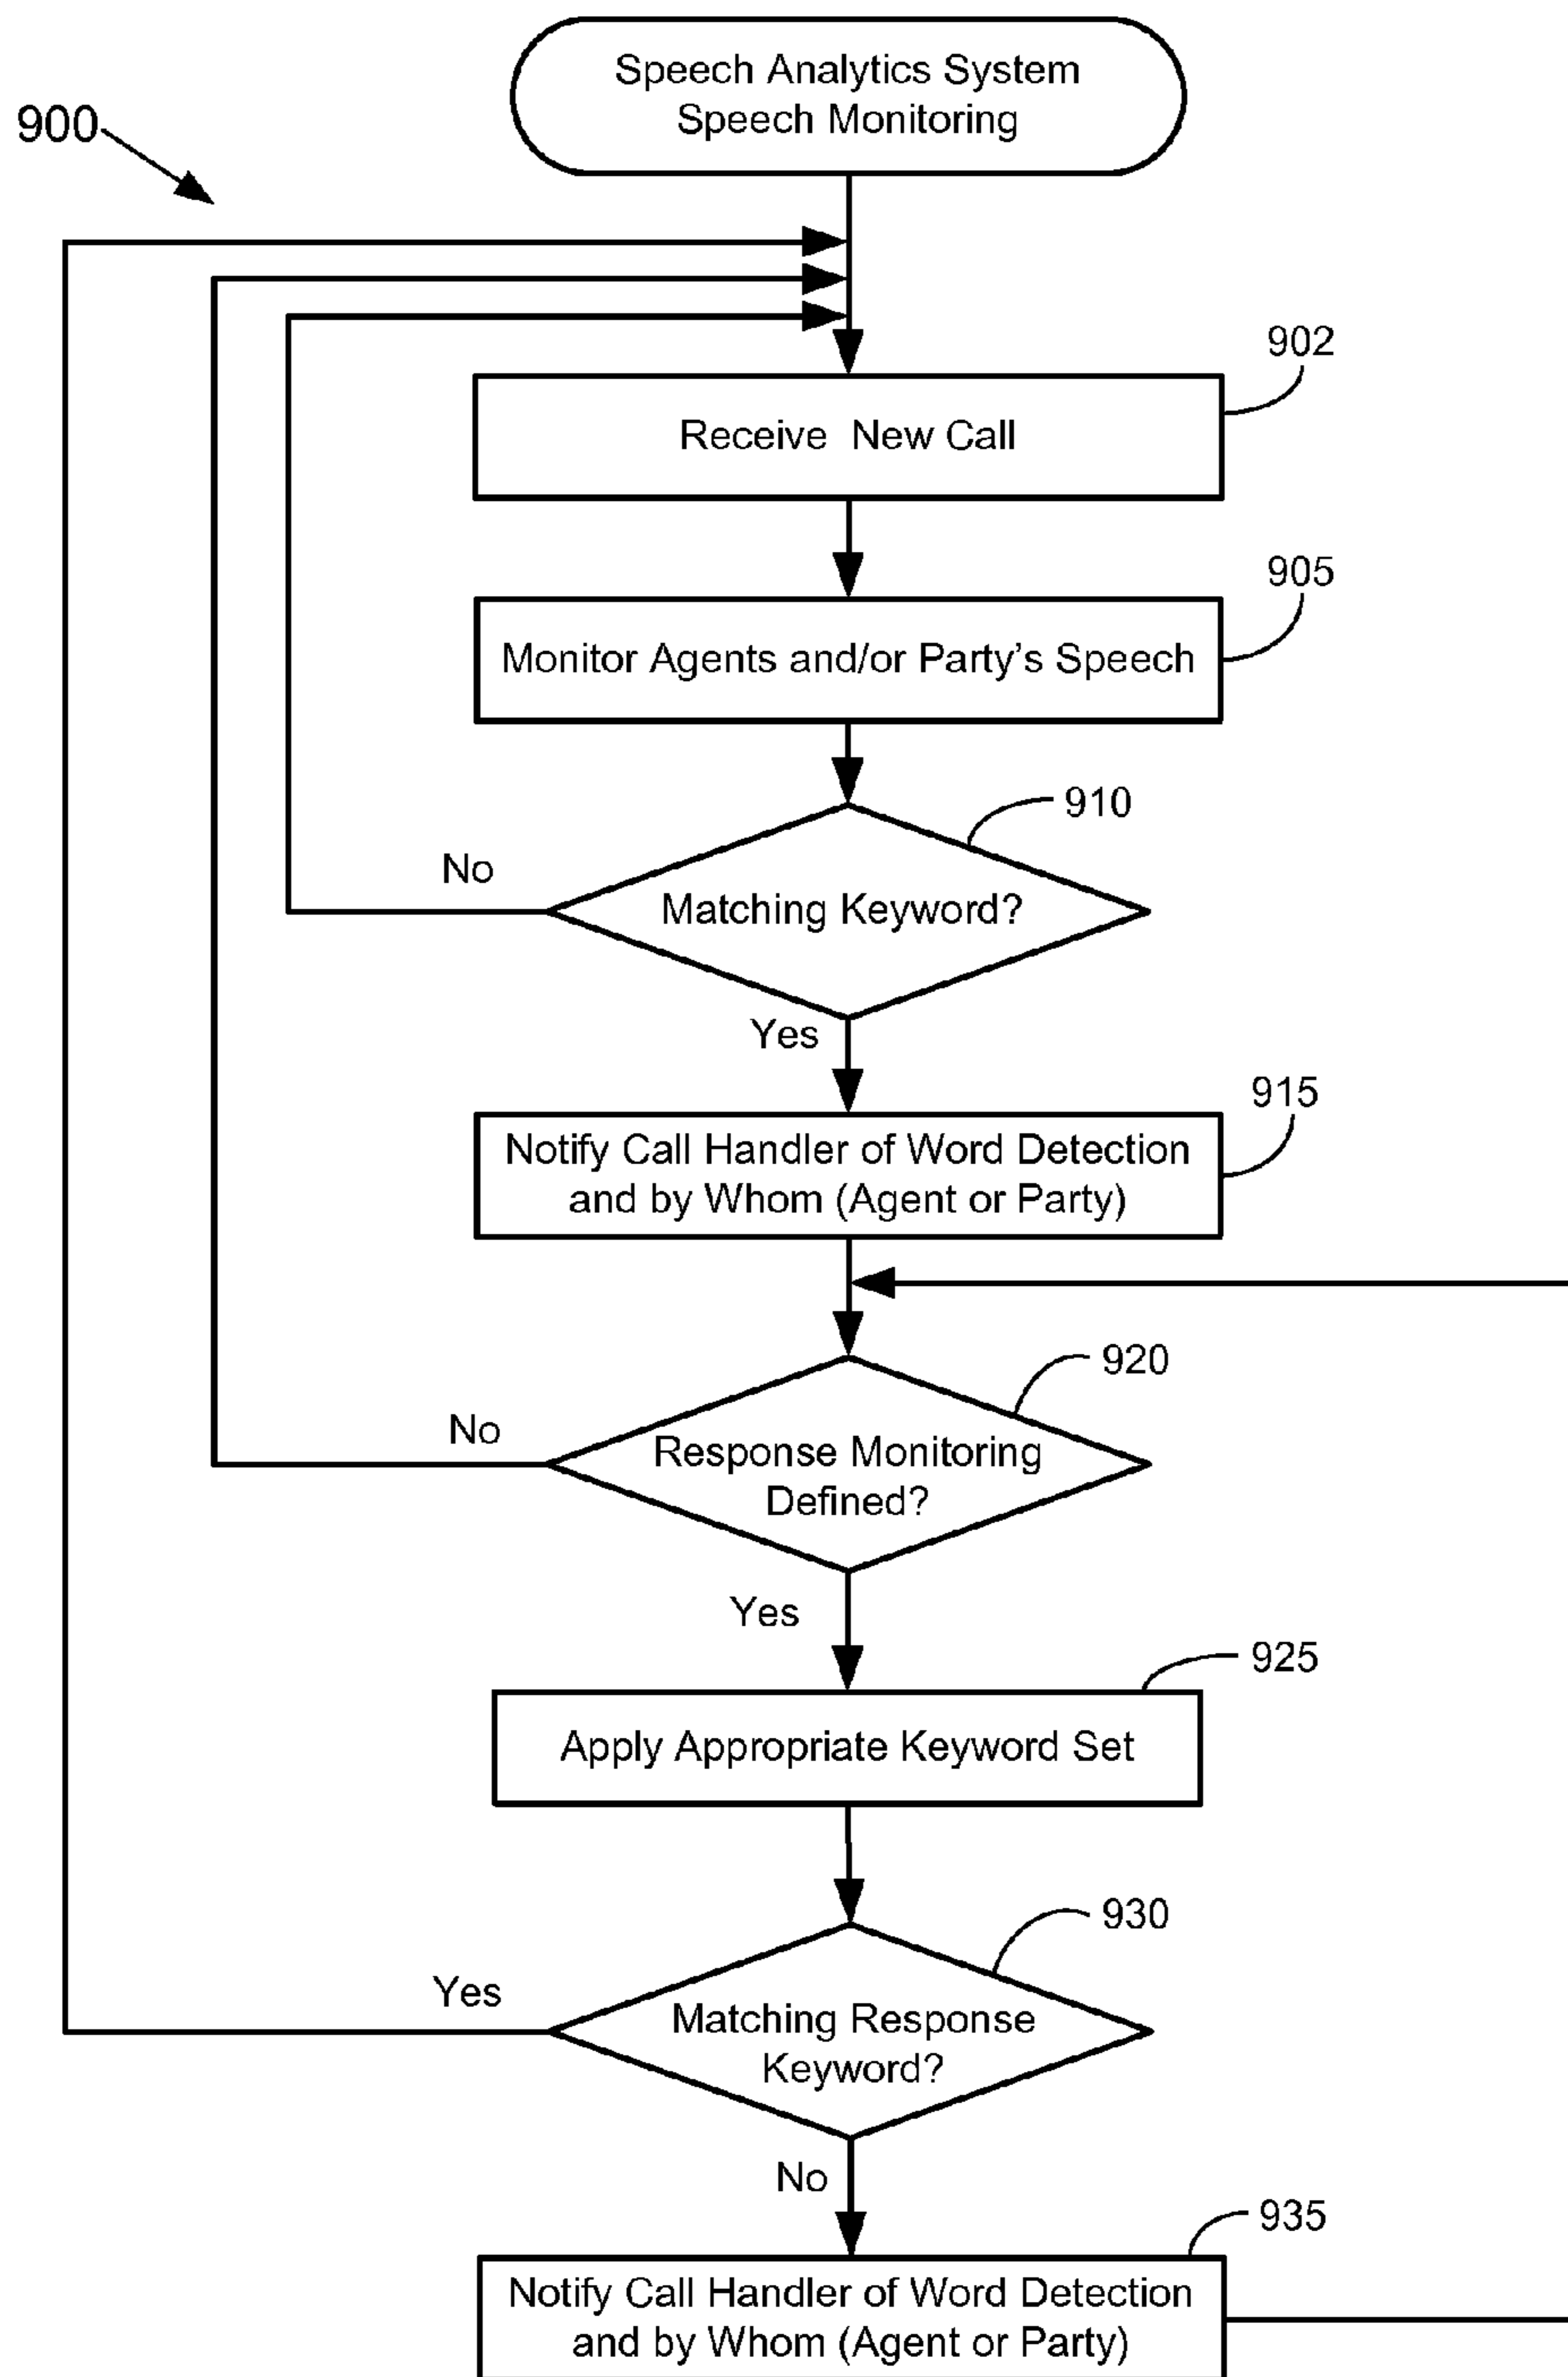 Speech Analytics System
Speech Monitoring
900
902
Receive New Call
905
Monitor Agents and/or Party's Speech
910
No
Matching Keyword?
Yes
915
Notify Call Handler of Word Detection
and by Whom (Agent or Party)
920
No
Response Monitoring
Defined?
Yes
925
Apply Appropriate Keyword Set
930
Yes
Matching Response
Keyword?
No
935
Notify Call Handler of Word Detection
and by Whom (Agent or Party)